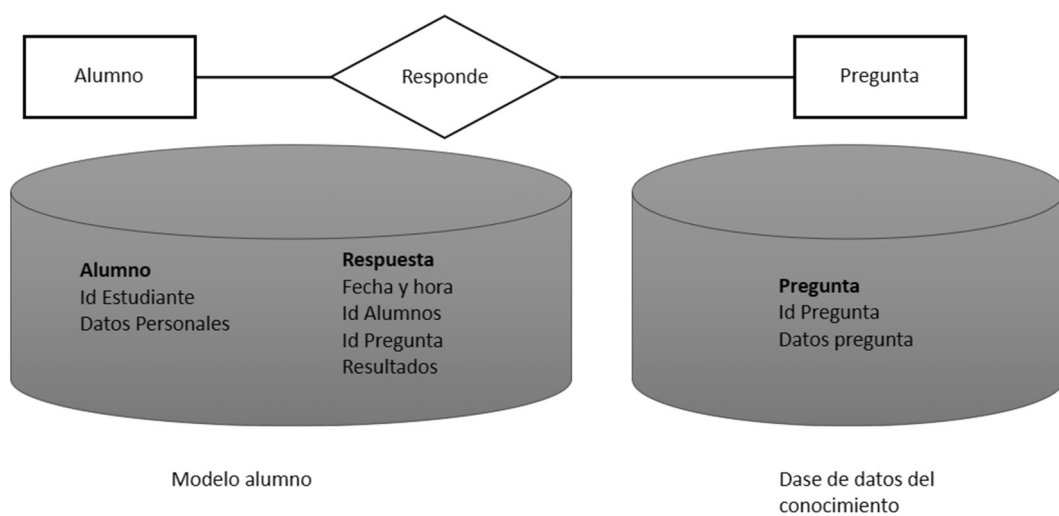 Alumno
Responde
Pregunta
Alumno
Id Estudiante
Datos Personales
Respuesta
Fecha y hora
Id Alumnos
Id Pregunta
Resultados
Pregunta
Id Pregunta
Datos pregunta
Modelo alumno
Dase de datos del
conocimiento